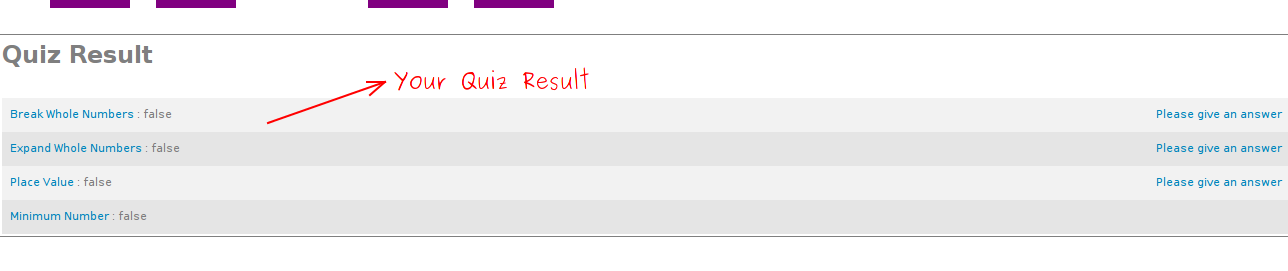 Quiz Result
Your Quiz Result
Break Whole Numbers : false Please give an answer
Expand Whole Numbers : false Please give an answer
Place Value : false Please give an answer
Minimum Number : false